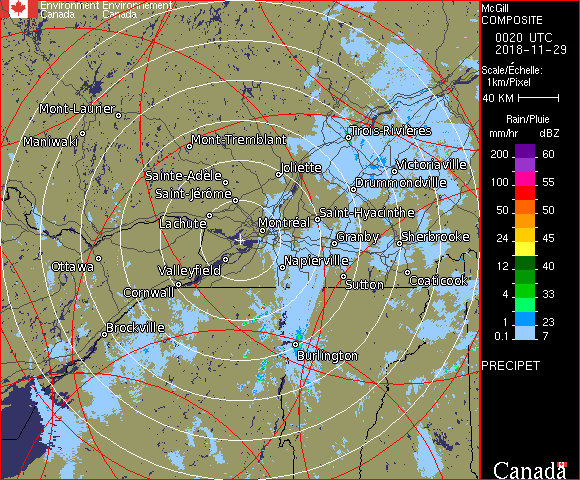 Environment Environnement
Canada Canada
McGill
COMPOSITE
0020 UTC
2018-11-29
Scale/Échelle:
1km/Pixel
40 KM
Rain/Pluie
mm/hr dBZ
200 60
100 55
50 50
24 45
12 40
4 33
1 23
0.1 7
PRECIPET
Canada
Mont-Laurier
Maniwaki
Mont-Tremblant
Trois-Rivières
Joliette
Victoriaville
Sainte-Adèle
Drummondville
Saint-Jérôme
Lachute
Saint-Hyacinthe
Montréal
Granby
Sherbrooke
Ottawa
Valleyfield
Napierville
Cornwall
Sutton
Coaticook
Brockville
Burlington